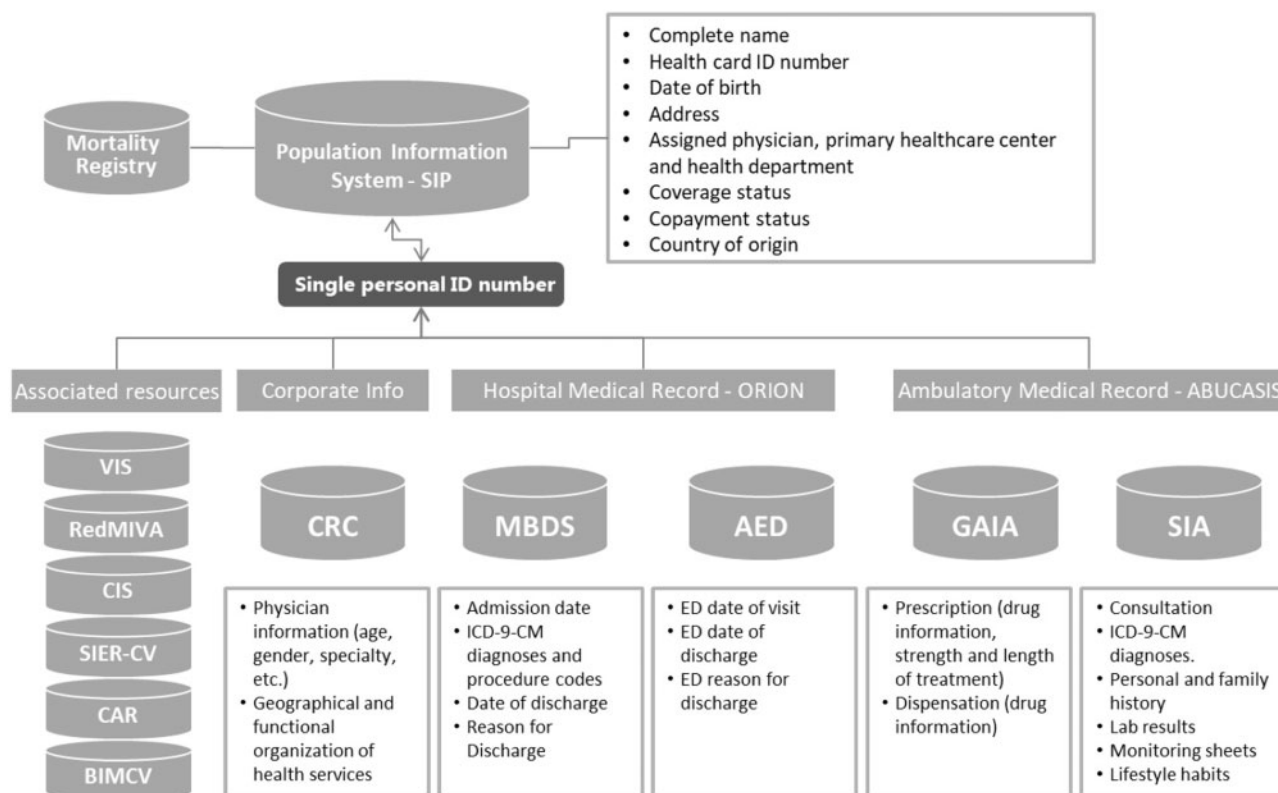 • Complete name
• Health card ID number
• Date of birth
• Address
• Assigned physician, primary healthcare center
and health department
• Coverage status
• Copayment status
• Country of origin
Mortality
Registry
Population Information
System - SIP
Single personal ID number
Associated resources
Corporate Info
Hospital Medical Record - ORION
Ambulatory Medical Record - ABUCASIS
VIS
RedMIVA
CIS
SIER-CV
CAR
BIMCV
CRC
• Physician
information (age,
gender, specialty,
etc.)
• Geographical and
functional
organization of
health services
MBDS
• Admission date
• ICD-9-CM
diagnoses and
procedure codes
• Date of discharge
• Reason for
Discharge
AED
• ED date of visit
• ED date of
discharge
• ED reason for
discharge
GAIA
• Prescription (drug
information,
strength and length
of treatment)
• Dispensation (drug
information)
SIA
• Consultation
• ICD-9-CM
diagnoses.
• Personal and family
history
• Lab results
• Monitoring sheets
• Lifestyle habits